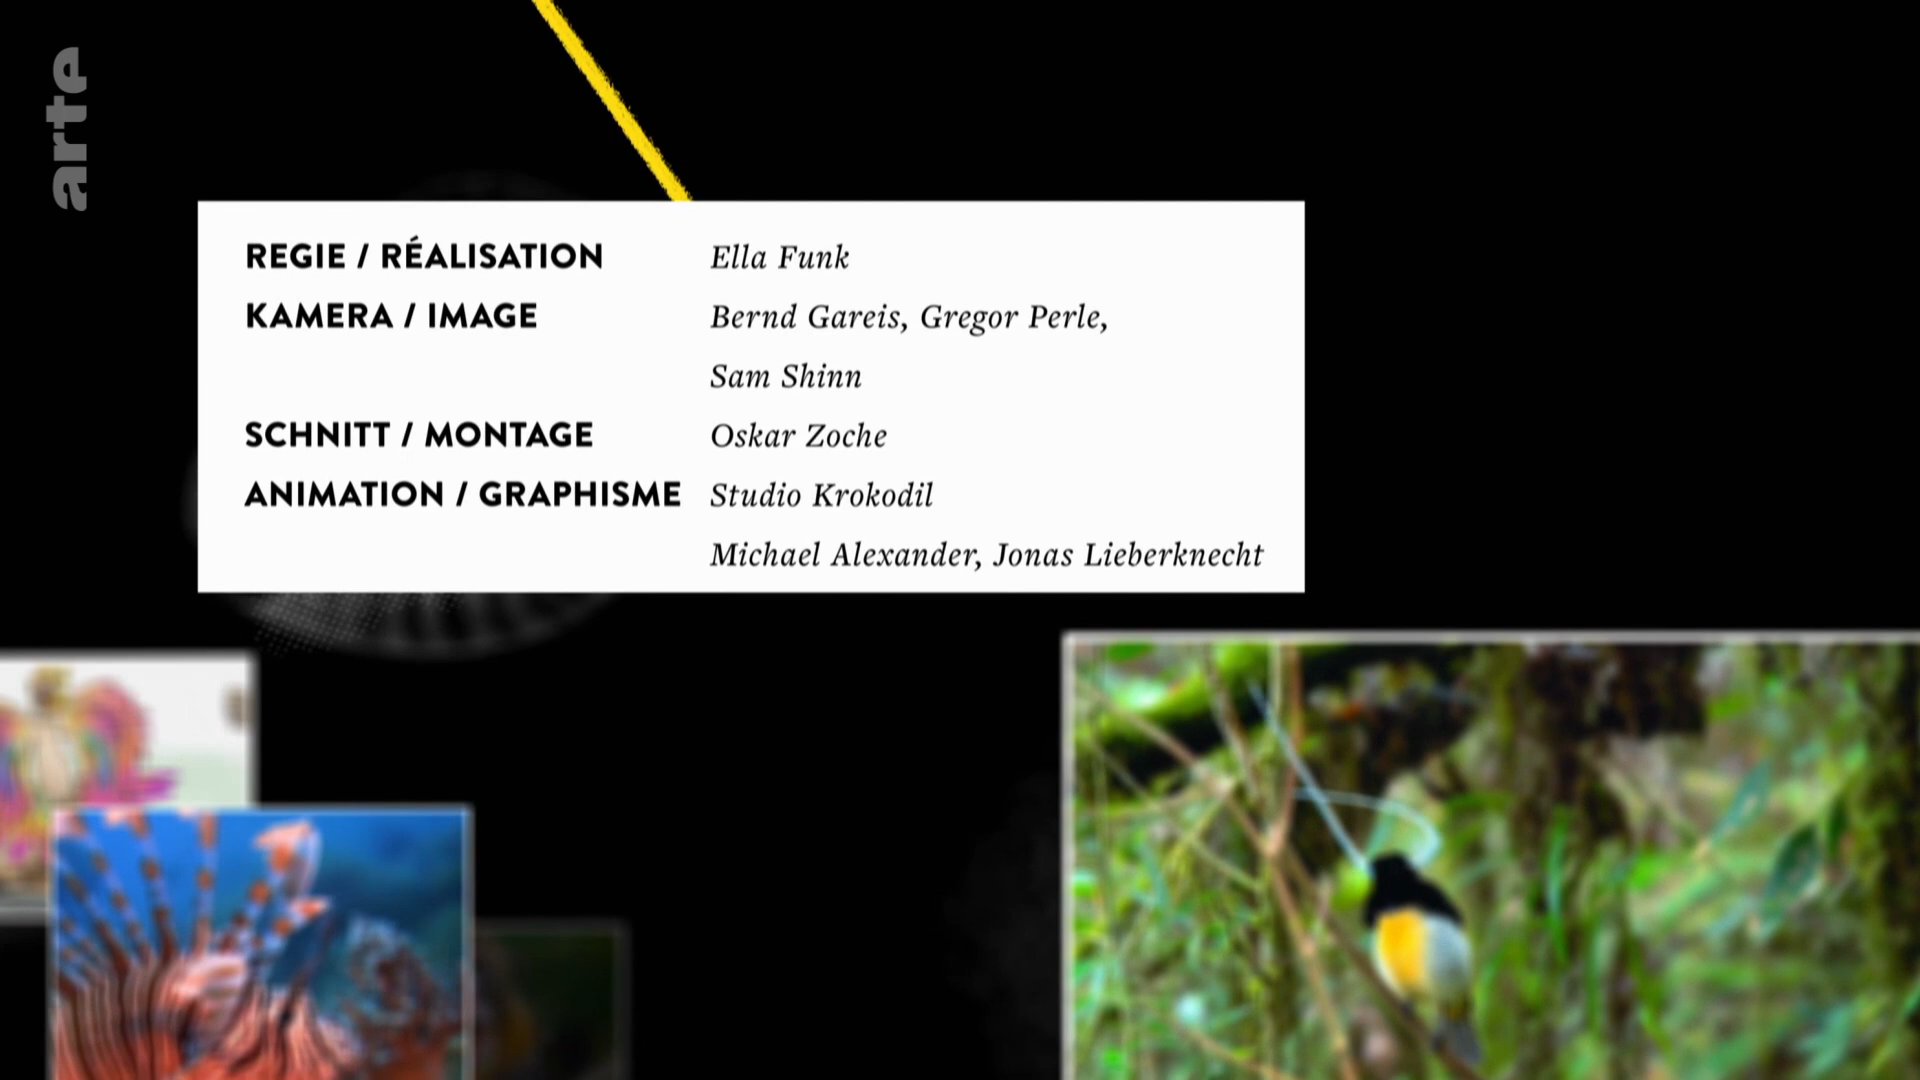 arte
REGIE / RÉALISATION Ella Funk
KAMERA / IMAGE Bernd Gareis, Gregor Perle,
Sam Shinn
SCHNITT / MONTAGE Oskar Zoche
ANIMATION / GRAPHISME Studio Krokodil
Michael Alexander, Jonas Lieberknecht